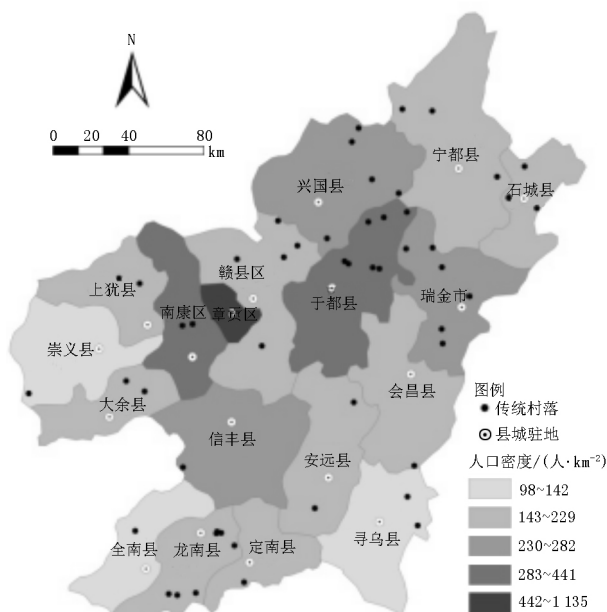 N
0 20 40 80
km
宁都县
兴国县
石城县
赣县区
上犹县
于都县
瑞金市
南康区
章贡区
崇义县
会昌县
大余县
信丰县
安远县
全南县
龙南县
定南县
寻乌县
图例
传统村落
县城驻地
人口密度/(人·km⁻²)
98~142
143~229
230~282
283~441
442~1 135